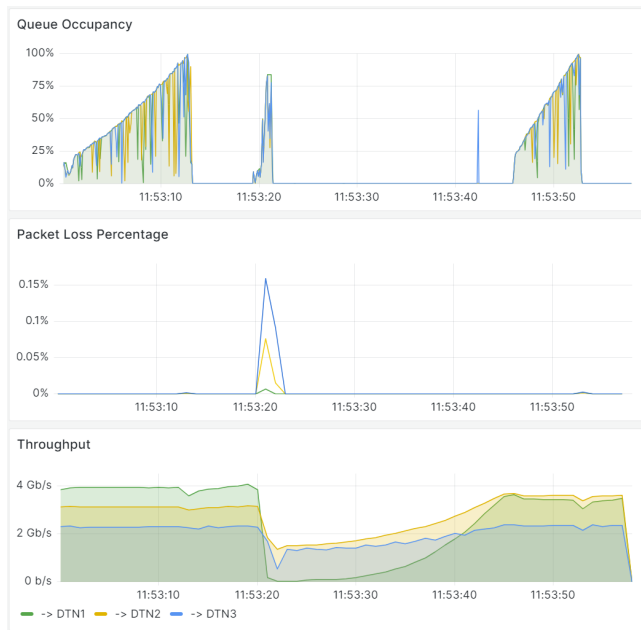 Queue Occupancy
100%
75%
50%
25%
0%
11:53:10 11:53:20 11:53:30 11:53:40 11:53:50
Packet Loss Percentage
0.15%
0.1%
0.05%
0%
11:53:10 11:53:20 11:53:30 11:53:40 11:53:50
Throughput
4 Gb/s
2 Gb/s
0 b/s
11:53:10 11:53:20 11:53:30 11:53:40 11:53:50
-> DTN1 -> DTN2 -> DTN3